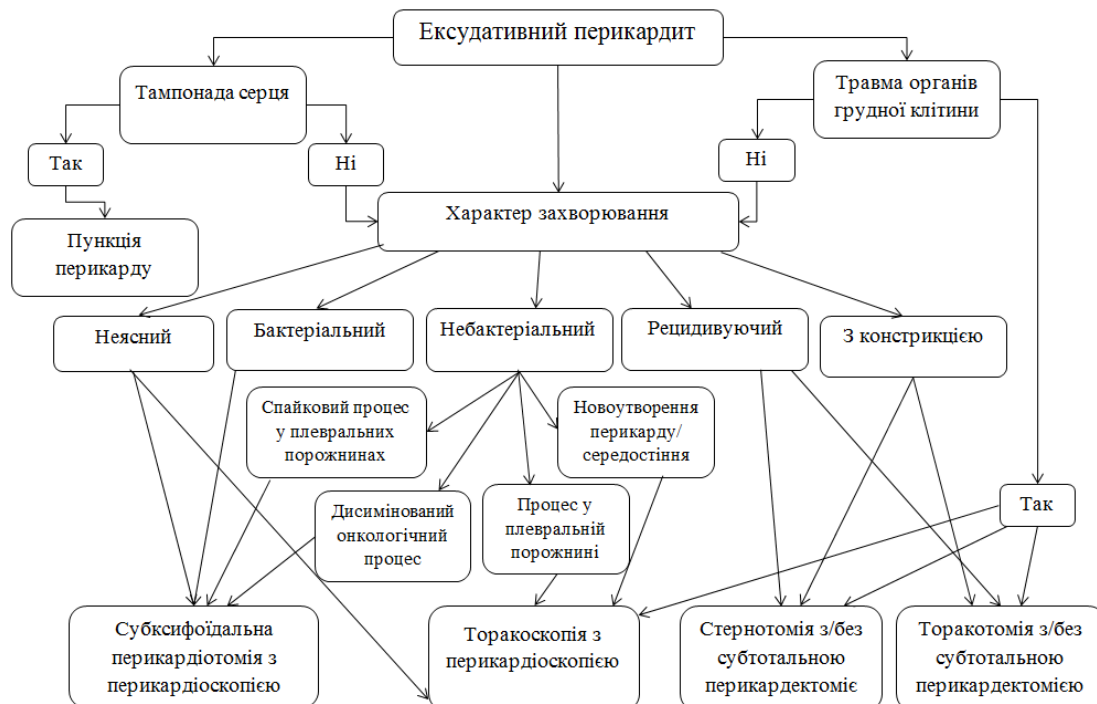 Ексудативний перикардит
Тампонада серця
Травма органів
грудної клітини
Так
Ні
Ні
Характер захворювання
Пункція
перикарду
Неясний
Бактеріальний
Небактеріальний
Рецидивуючий
З констрикцією
Спайковий процес
у плевральних
порожнинах
Новоутворення
перикарду/
середостіння
Дисимінований
онкологічний
процес
Процес у
плевральній
порожнині
Так
Субксифоїдальна
перикардіотомія з
перикардіоскопією
Торакоскопія з
перикардіоскопією
Стернотомія з/без
субтотальною
перикардектоміє
Торакотомія з/без
субтотальною
перикардектомією